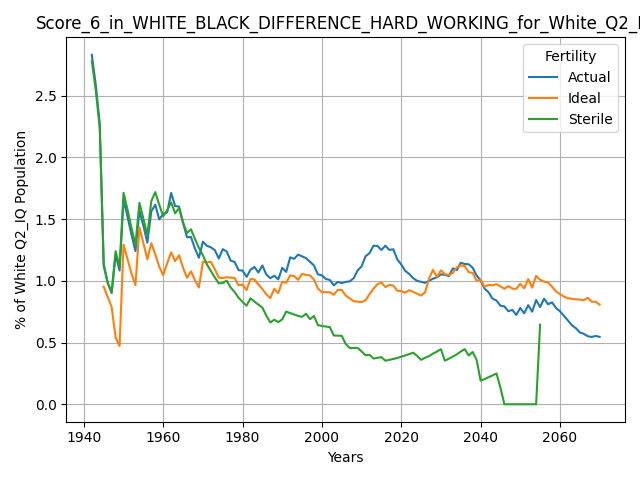 Score_6_in_WHITE_BLACK_DIFFERENCE_HARD_WORKING_for_White_Q2_I
Fertility
Actual
Ideal
Sterile
% of White Q2_IQ Population
2.5
2.0
1.5
1.0
0.5
0.0
1940 1960 1980 2000 2020 2040 2060
Years